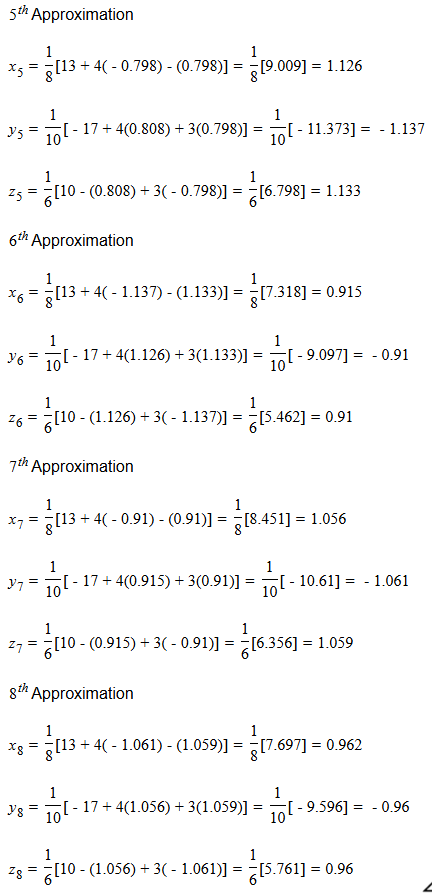 5th Approximation
x5 = 1/8[13 + 4( - 0.798) - (0.798)] = 1/8[9.009] = 1.126
y5 = 1/10[ - 17 + 4(0.808) + 3(0.798)] = 1/10[ - 11.373] = - 1.137
z5 = 1/6[10 - (0.808) + 3( - 0.798)] = 1/6[6.798] = 1.133
6th Approximation
x6 = 1/8[13 + 4( - 1.137) - (1.133)] = 1/8[7.318] = 0.915
y6 = 1/10[ - 17 + 4(1.126) + 3(1.133)] = 1/10[ - 9.097] = - 0.91
z6 = 1/6[10 - (1.126) + 3( - 1.137)] = 1/6[5.462] = 0.91
7th Approximation
x7 = 1/8[13 + 4( - 0.91) - (0.91)] = 1/8[8.451] = 1.056
y7 = 1/10[ - 17 + 4(0.915) + 3(0.91)] = 1/10[ - 10.61] = - 1.061
z7 = 1/6[10 - (0.915) + 3( - 0.91)] = 1/6[6.356] = 1.059
8th Approximation
x8 = 1/8[13 + 4( - 1.061) - (1.059)] = 1/8[7.697] = 0.962
y8 = 1/10[ - 17 + 4(1.056) + 3(1.059)] = 1/10[ - 9.596] = - 0.96
z8 = 1/6[10 - (1.056) + 3( - 1.061)] = 1/6[5.761] = 0.96